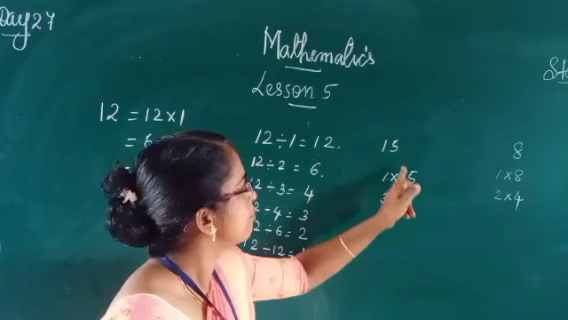 Day 27
Mathematics
Lesson 5
12 = 12×1
= 6
12÷1 = 12.
12÷2 = 6.
12÷3 = 4
12÷4 = 3
12÷6 = 2
12÷12 =
15
1×15
8
1×8
2×4